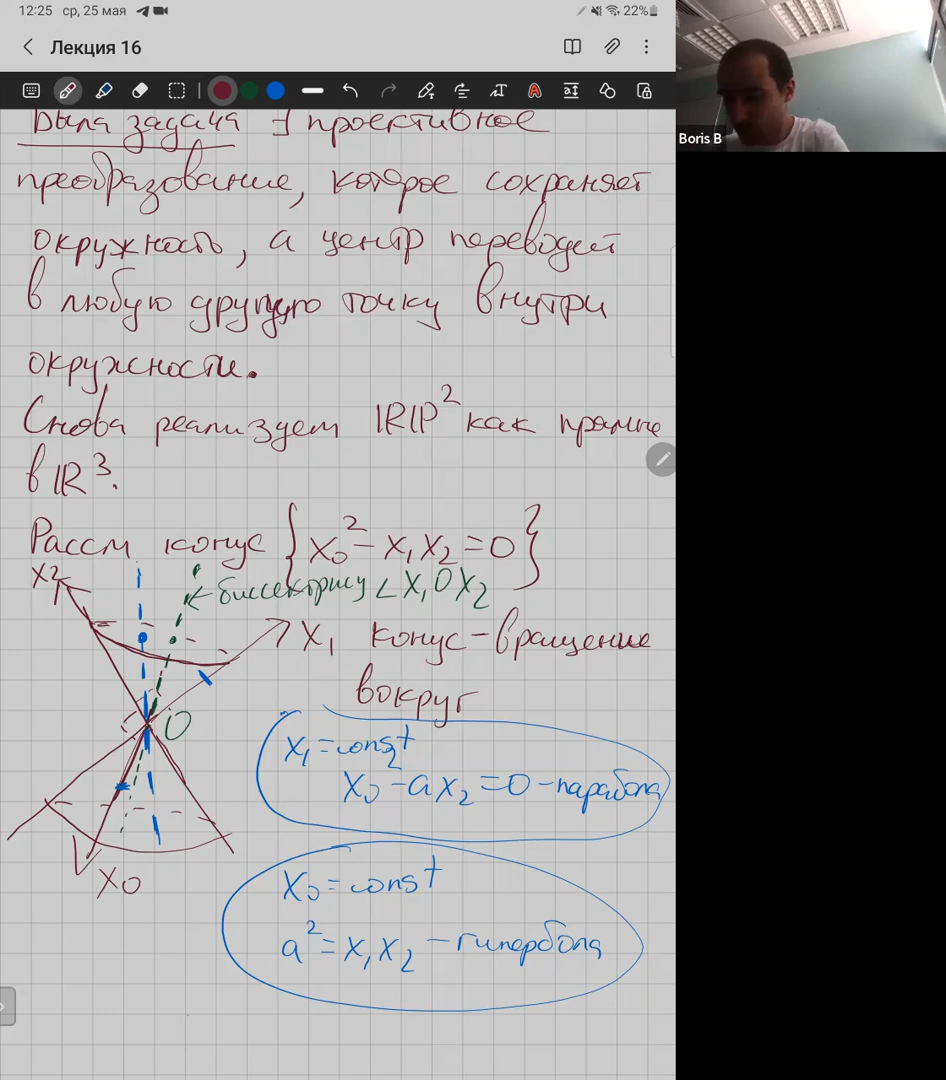 12:25 ср, 25 мая 22%
Лекция 16
Boris B
Была задача ∃ проективное
преобразование, которое сохраняет
окружность, а центр переводит
в любую другую точку внутри
окружности.
Снова реализуем RP² как прямые
в R³.
Рассм конус {x₀² - x₁x₂ = 0}
x₂ ← биссектрису ∠x₁Ox₂
x₁ конус - вращение
вокруг
O
x₁ = const
x₀² - ax₂ = 0 - парабола
x₀
x₀ = const
a² = x₁x₂ - гипербола